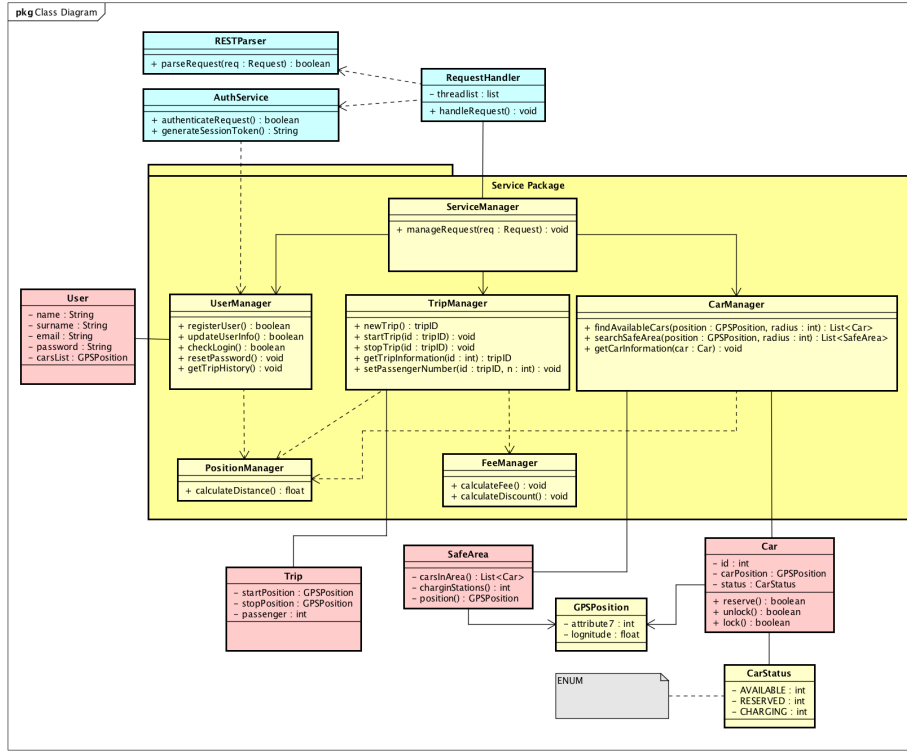 pkg Class Diagram
RESTParser
+ parseRequest(req : Request) : boolean
RequestHandler
– threadlist : list
+ handleRequest() : void
AuthService
+ authenticateRequest() : boolean
+ generateSessionToken() : String
Service Package
ServiceManager
+ manageRequest(req : Request) : void
User
– name : String
– surname : String
– email : String
– password : String
– carsList : GPSPosition
UserManager
+ registerUser() : boolean
+ updateUserInfo() : boolean
+ checkLogin() : boolean
+ resetPassword() : void
+ getTripHistory() : void
TripManager
+ newTrip() : tripID
+ startTrip(id : tripID) : void
+ stopTrip(id : tripID) : void
+ getTripInformation(id : int) : tripID
+ setPassengerNumber(id : tripID, n : int) : void
CarManager
+ findAvailableCars(position : GPSPosition, radius : int) : List<Car>
+ searchSafeArea(position : GPSPosition, radius : int) : List<SafeArea>
+ getCarInformation(car : Car) : void
PositionManager
+ calculateDistance() : float
FeeManager
+ calculateFee() : void
+ calculateDiscount() : void
Trip
– startPosition : GPSPosition
– stopPosition : GPSPosition
– passenger : int
SafeArea
– carsInArea() : List<Car>
– charginStations() : int
– position() : GPSPosition
Car
– id : int
– carPosition : GPSPosition
– status : CarStatus
+ reserve() : boolean
+ unlock() : boolean
+ lock() : boolean
GPSPosition
– attribute7 : int
– lognitude : float
ENUM
CarStatus
– AVAILABLE : int
– RESERVED : int
– CHARGING : int